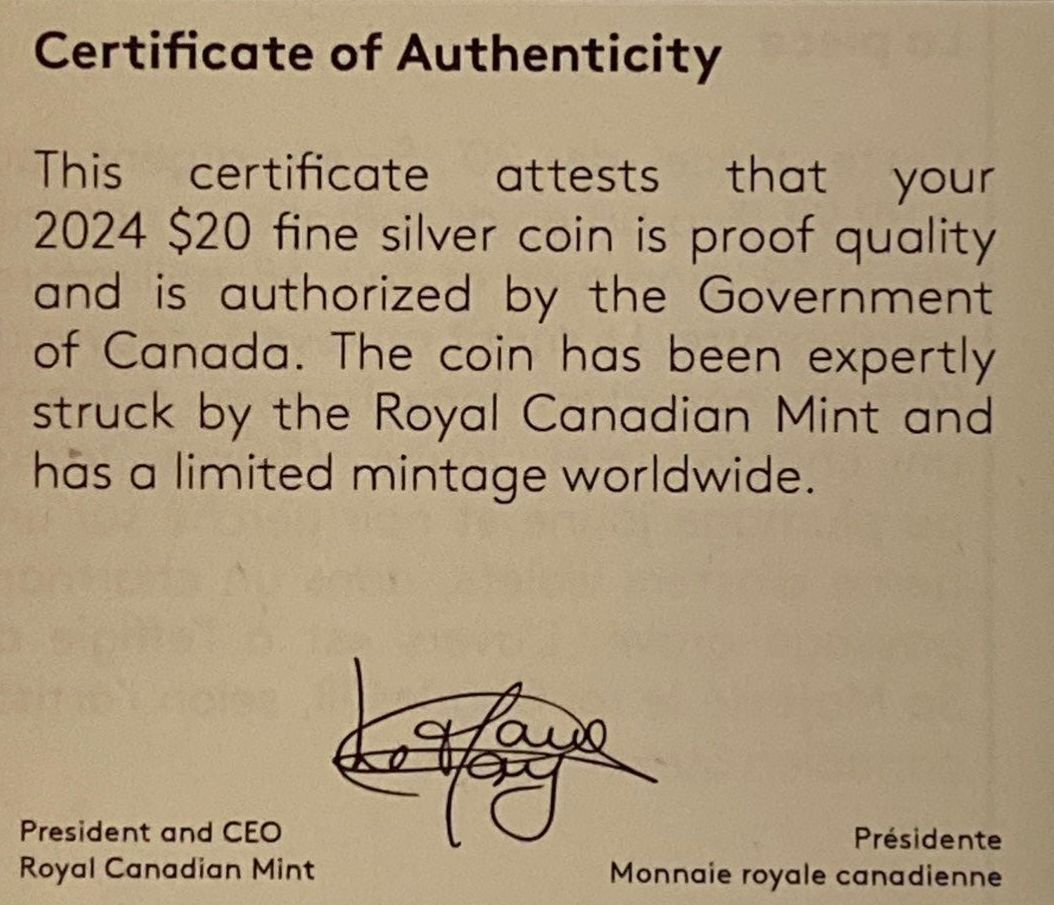 Certificate of Authenticity
This certificate attests that your
2024 $20 fine silver coin is proof quality
and is authorized by the Government
of Canada. The coin has been expertly
struck by the Royal Canadian Mint and
has a limited mintage worldwide.
President and CEO
Royal Canadian Mint
Présidente
Monnaie royale canadienne